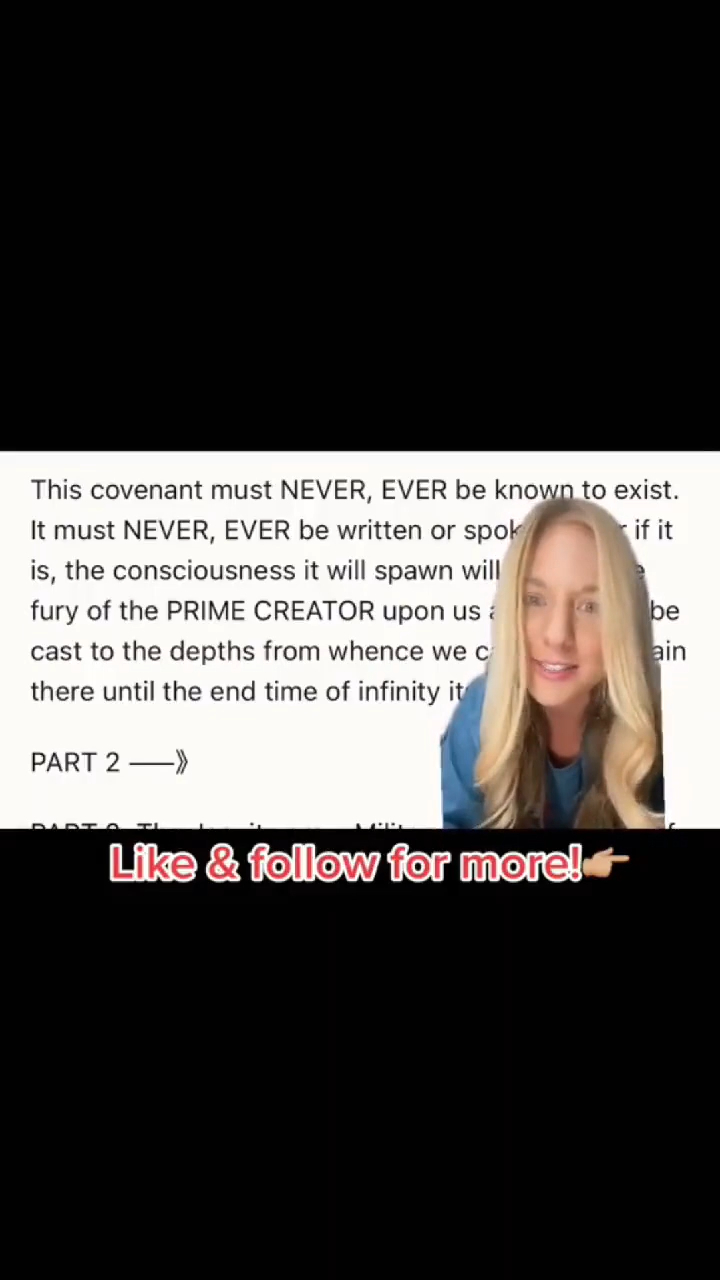 This covenant must NEVER, EVER be known to exist.
It must NEVER, EVER be written or if it
is, the consciousness it will spawn will
fury of the PRIME CREATOR upon us be
cast to the depths from whence we
there until the end time of infinity
PART 2 ——》
Like & follow for more!👉🏼